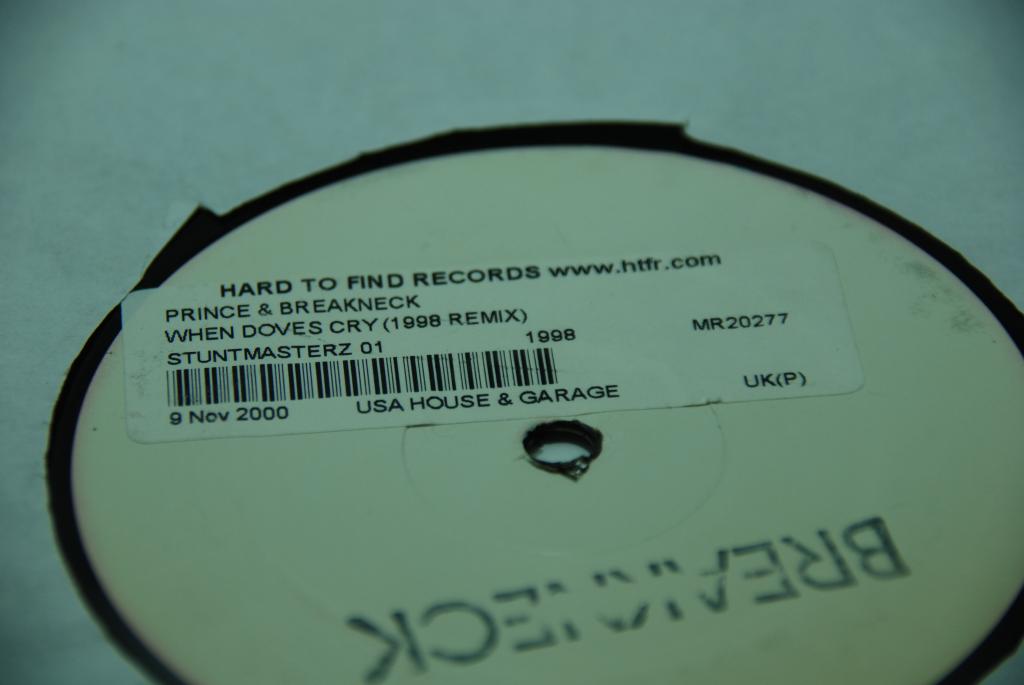 HARD TO FIND RECORDS www.htfr.com
PRINCE & BREAKNECK
WHEN DOVES CRY (1998 REMIX)
STUNTMASTERZ 01 1998 MR20277
9 Nov 2000 USA HOUSE & GARAGE UK(P)
BREAKNECK